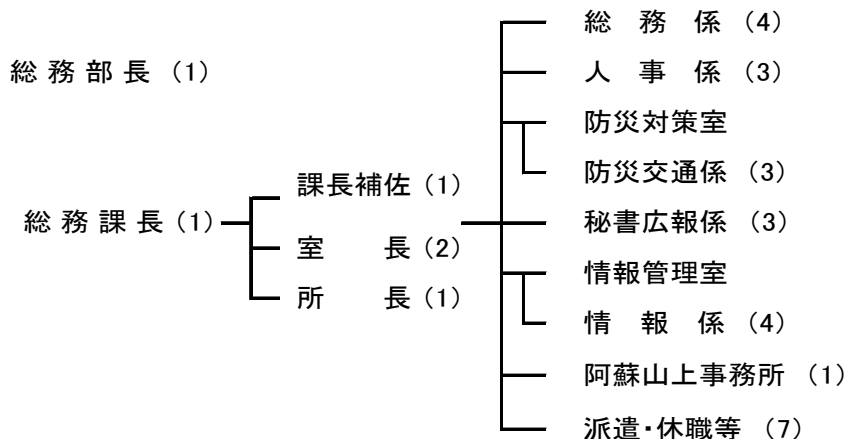 総務部長（1）
総務課長（1）
課長補佐（1）
室長（2）
所長（1）
総務係（4）
人事係（3）
防災対策室
防災交通係（3）
秘書広報係（3）
情報管理室
情報係（4）
阿蘇山上事務所（1）
派遣・休職等（7）